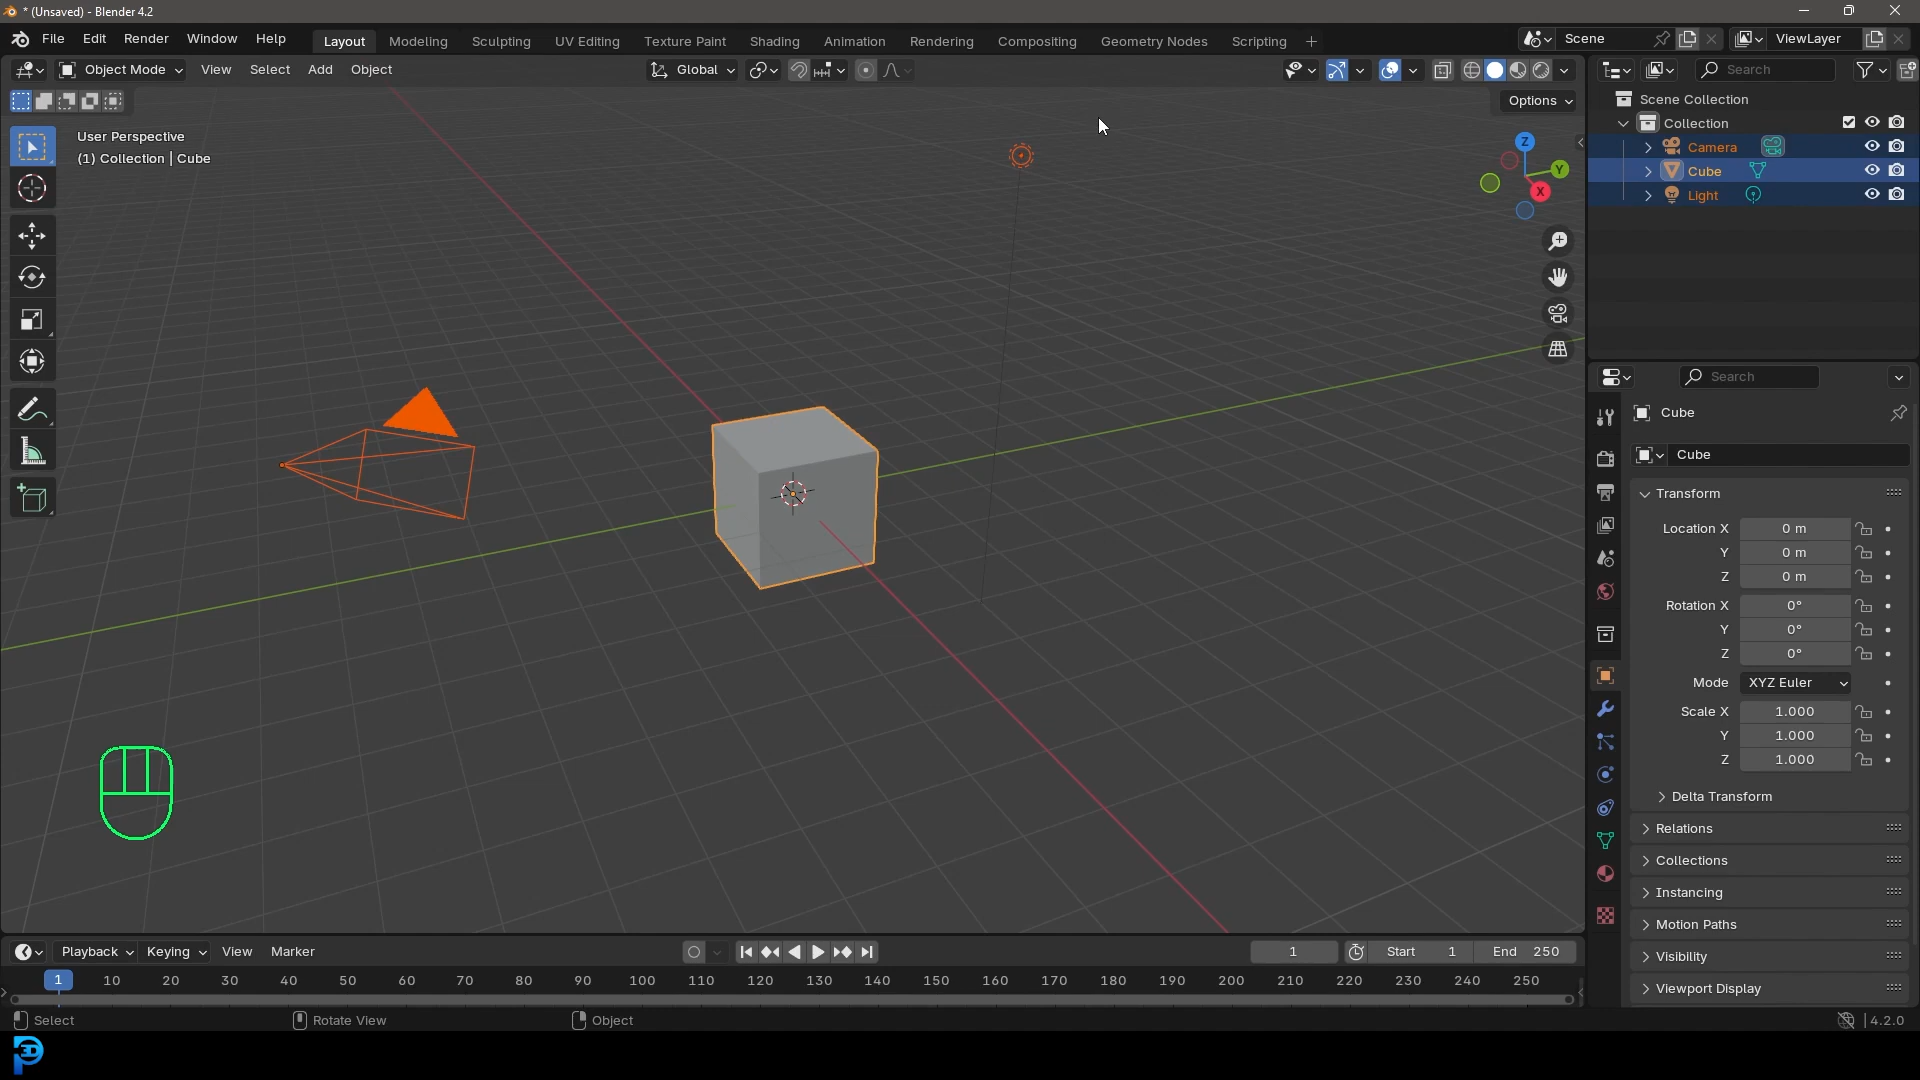 * (Unsaved) - Blender 4.2
File Edit Render Window Help Layout Modeling Sculpting UV Editing Texture Paint Shading Animation Rendering Compositing Geometry Nodes Scripting + Scene ViewLayer
Object Mode View Select Add Object Global Search
Options
User Perspective
(1) Collection | Cube
Z
Y
X
Scene Collection
Collection
Camera
Cube
Light
Search
Cube
Cube
Transform
Location X 0 m
Y 0 m
Z 0 m
Rotation X 0°
Y 0°
Z 0°
Mode XYZ Euler
Scale X 1.000
Y 1.000
Z 1.000
Delta Transform
Relations
Collections
Instancing
Motion Paths
Visibility
Viewport Display
Playback Keying View Marker 1 Start 1 End 250
1 10 20 30 40 50 60 70 80 90 100 110 120 130 140 150 160 170 180 190 200 210 220 230 240 250
Select Rotate View Object 4.2.0
3D